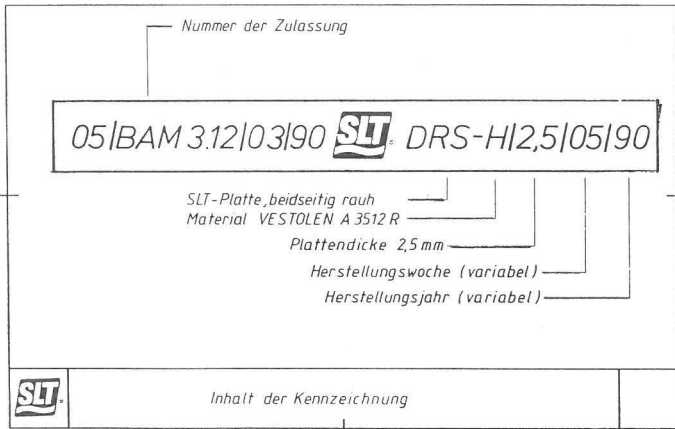 Nummer der Zulassung
05|BAM 3.12|03|90 SLT® DRS-H|2,5|05|90
SLT-Platte, beidseitig rauh
Material VESTOLEN A 3512 R
Plattendicke 2,5 mm
Herstellungswoche (variabel)
Herstellungsjahr (variabel)
SLT® Inhalt der Kennzeichnung